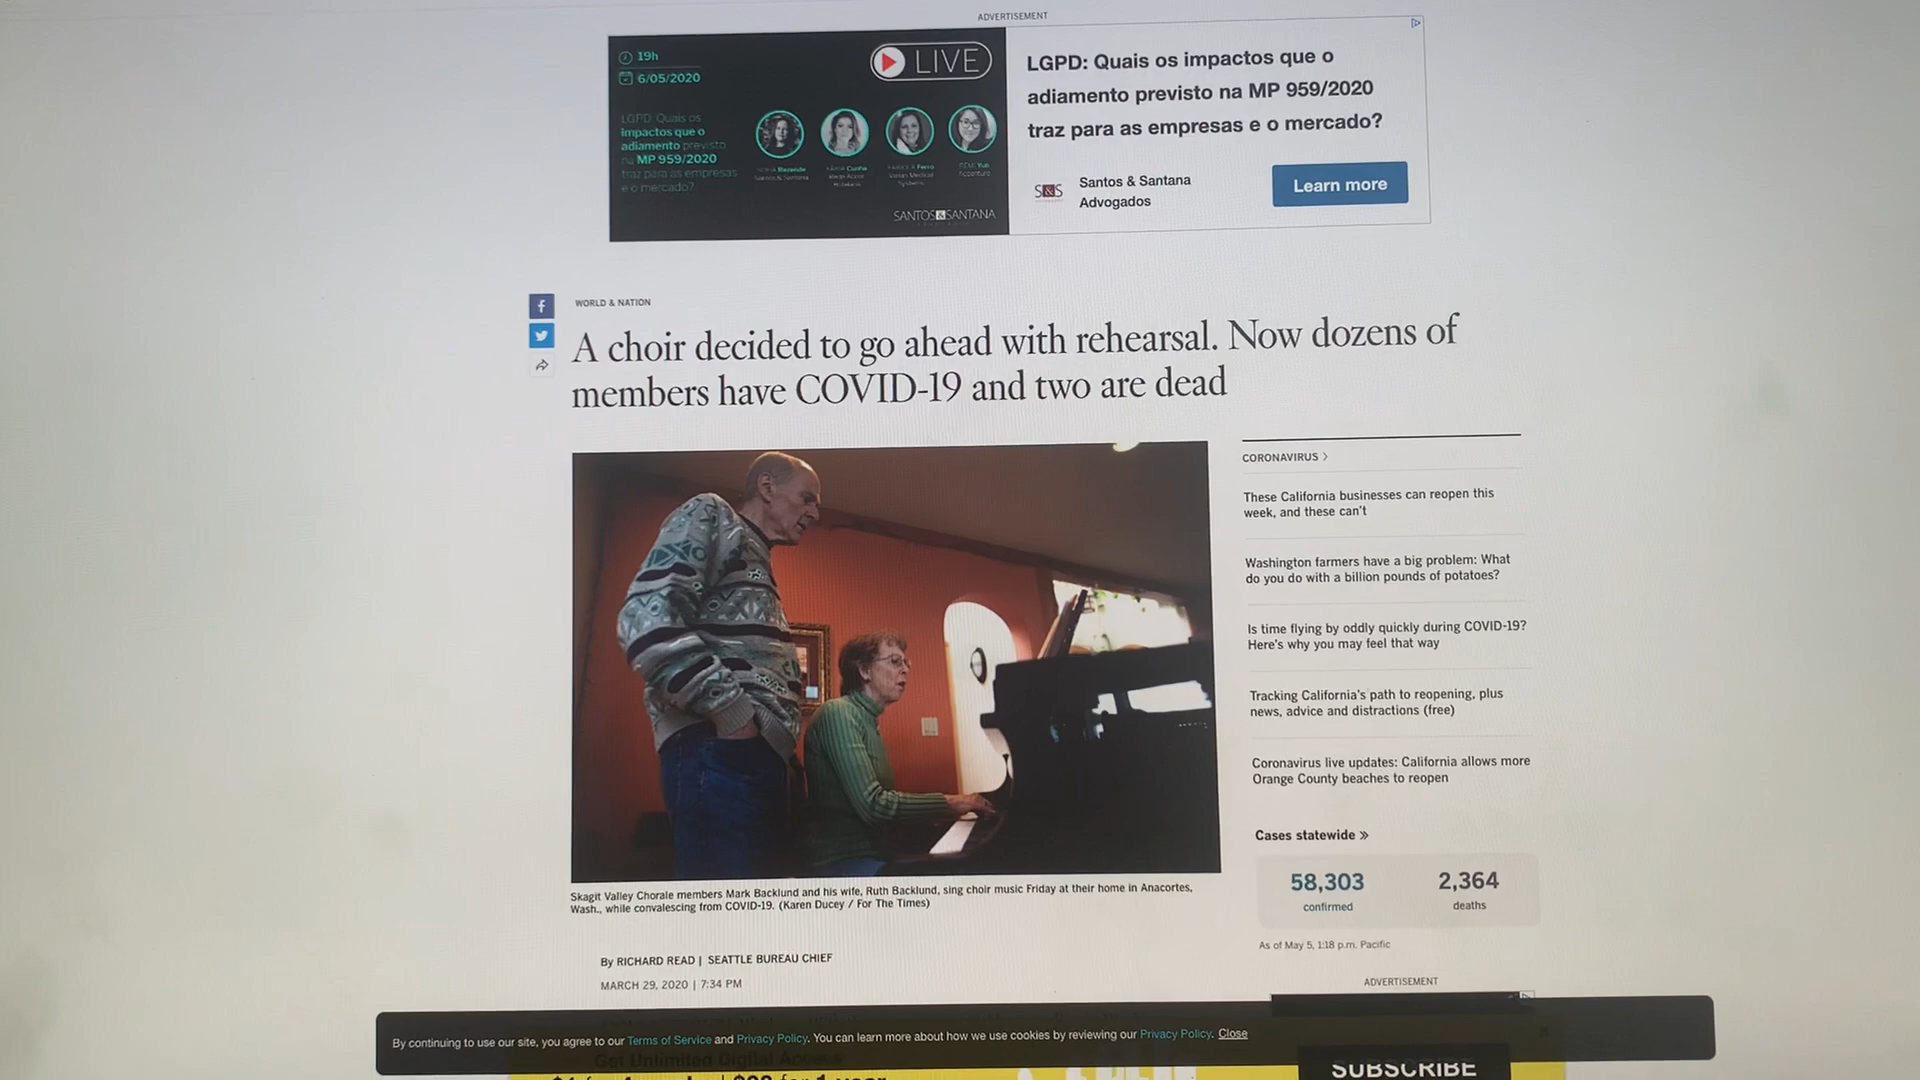 ADVERTISEMENT
19h
6/05/2020
LIVE
LGPD: Quais os
impactos que o
adiamento previsto
na MP 959/2020
traz para as empresas
e o mercado?
Cunha
Ferro
Yun
Accenture
SANTOS&SANTANA
LGPD: Quais os impactos que o
adiamento previsto na MP 959/2020
traz para as empresas e o mercado?
S&S
Santos & Santana
Advogados
Learn more
WORLD & NATION
A choir decided to go ahead with rehearsal. Now dozens of
members have COVID-19 and two are dead
Skagit Valley Chorale members Mark Backlund and his wife, Ruth Backlund, sing choir music Friday at their home in Anacortes,
Wash., while convalescing from COVID-19. (Karen Ducey / For The Times)
By RICHARD READ | SEATTLE BUREAU CHIEF
MARCH 29, 2020 | 7:34 PM
CORONAVIRUS >
These California businesses can reopen this
week, and these can't
Washington farmers have a big problem: What
do you do with a billion pounds of potatoes?
Is time flying by oddly quickly during COVID-19?
Here's why you may feel that way
Tracking California's path to reopening, plus
news, advice and distractions (free)
Coronavirus live updates: California allows more
Orange County beaches to reopen
Cases statewide »
58,303
confirmed
2,364
deaths
As of May 5, 1:18 p.m. Pacific
ADVERTISEMENT
By continuing to use our site, you agree to our Terms of Service and Privacy Policy. You can learn more about how we use cookies by reviewing our Privacy Policy. Close
Get Unlimited Digital Access
SUBSCRIBE